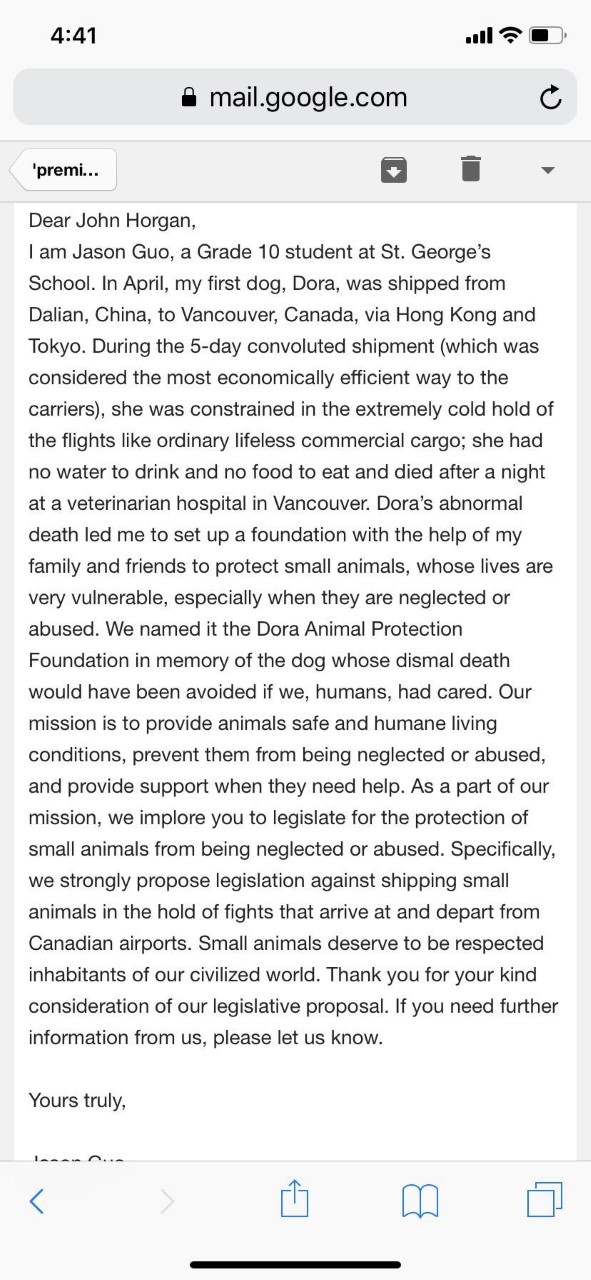 4:41
mail.google.com
'premi...
Dear John Horgan,
I am Jason Guo, a Grade 10 student at St. George's
School. In April, my first dog, Dora, was shipped from
Dalian, China, to Vancouver, Canada, via Hong Kong and
Tokyo. During the 5-day convoluted shipment (which was
considered the most economically efficient way to the
carriers), she was constrained in the extremely cold hold of
the flights like ordinary lifeless commercial cargo; she had
no water to drink and no food to eat and died after a night
at a veterinarian hospital in Vancouver. Dora's abnormal
death led me to set up a foundation with the help of my
family and friends to protect small animals, whose lives are
very vulnerable, especially when they are neglected or
abused. We named it the Dora Animal Protection
Foundation in memory of the dog whose dismal death
would have been avoided if we, humans, had cared. Our
mission is to provide animals safe and humane living
conditions, prevent them from being neglected or abused,
and provide support when they need help. As a part of our
mission, we implore you to legislate for the protection of
small animals from being neglected or abused. Specifically,
we strongly propose legislation against shipping small
animals in the hold of fights that arrive at and depart from
Canadian airports. Small animals deserve to be respected
inhabitants of our civilized world. Thank you for your kind
consideration of our legislative proposal. If you need further
information from us, please let us know.
Yours truly,
Jason Guo